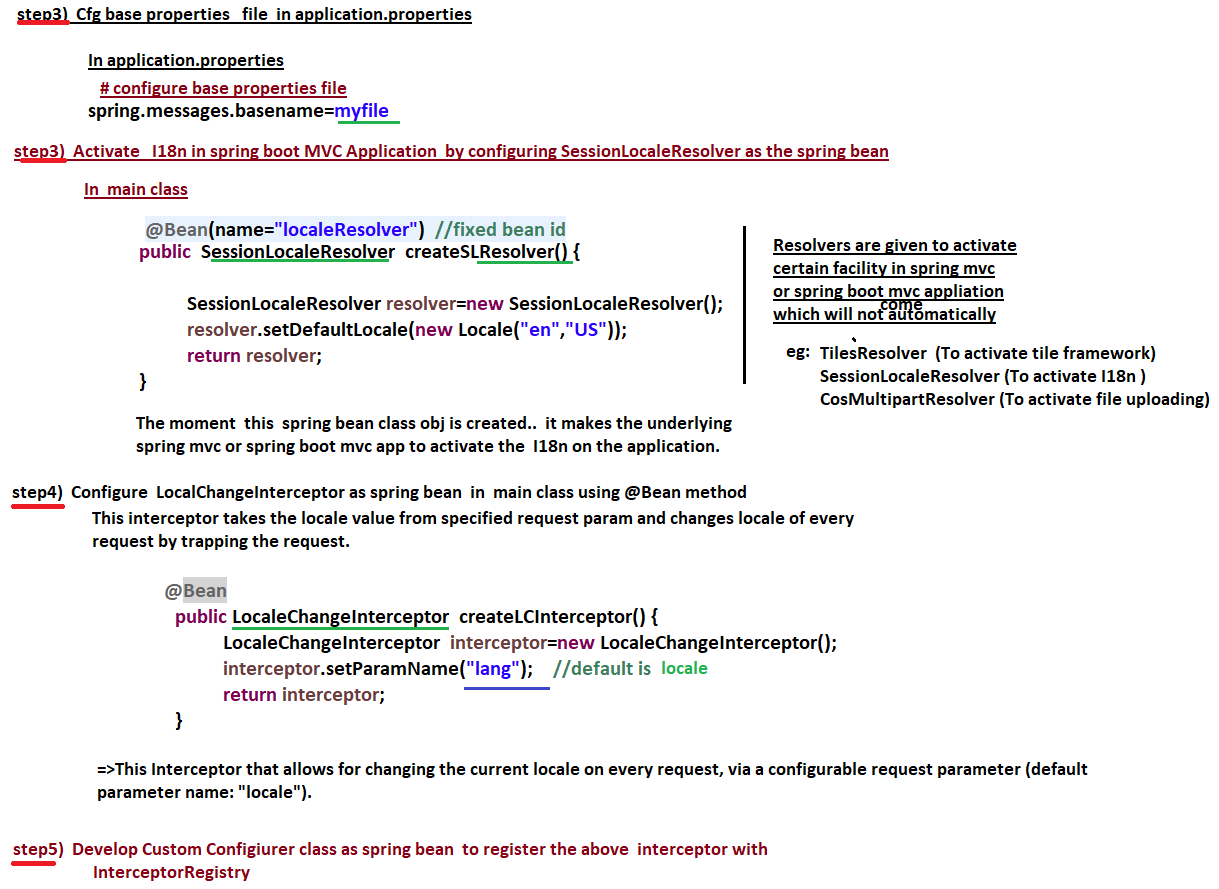 step3) Cfg base properties file in application.properties
In application.properties
# configure base properties file
spring.messages.basename=myfile
step3) Activate I18n in spring boot MVC Application by configuring SessionLocaleResolver as the spring bean
In main class
@Bean(name="localeResolver") //fixed bean id
public SessionLocaleResolver createSLResolver() {
SessionLocaleResolver resolver=new SessionLocaleResolver();
resolver.setDefaultLocale(new Locale("en","US"));
return resolver;
}
Resolvers are given to activate
certain facility in spring mvc
or spring boot mvc appliation
come
which will not automatically
eg: TilesResolver (To activate tile framework)
SessionLocaleResolver (To activate I18n )
CosMultipartResolver (To activate file uploading)
The moment this spring bean class obj is created.. it makes the underlying
spring mvc or spring boot mvc app to activate the I18n on the application.
step4) Configure LocalChangeInterceptor as spring bean in main class using @Bean method
This interceptor takes the locale value from specified request param and changes locale of every
request by trapping the request.
@Bean
public LocaleChangeInterceptor createLCInterceptor() {
LocaleChangeInterceptor interceptor=new LocaleChangeInterceptor();
interceptor.setParamName("lang"); //default is locale
return interceptor;
}
=>This Interceptor that allows for changing the current locale on every request, via a configurable request parameter (default
parameter name: "locale").
step5) Develop Custom Configiurer class as spring bean to register the above interceptor with
InterceptorRegistry